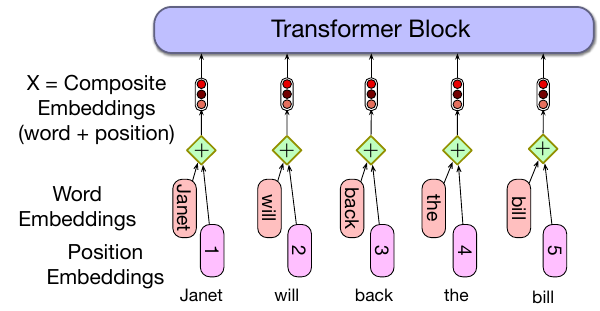 Transformer Block
X = Composite
Embeddings
(word + position)
+ + + + +
Word
Embeddings
Janet will back the bill
Position
Embeddings
1 2 3 4 5
Janet will back the bill